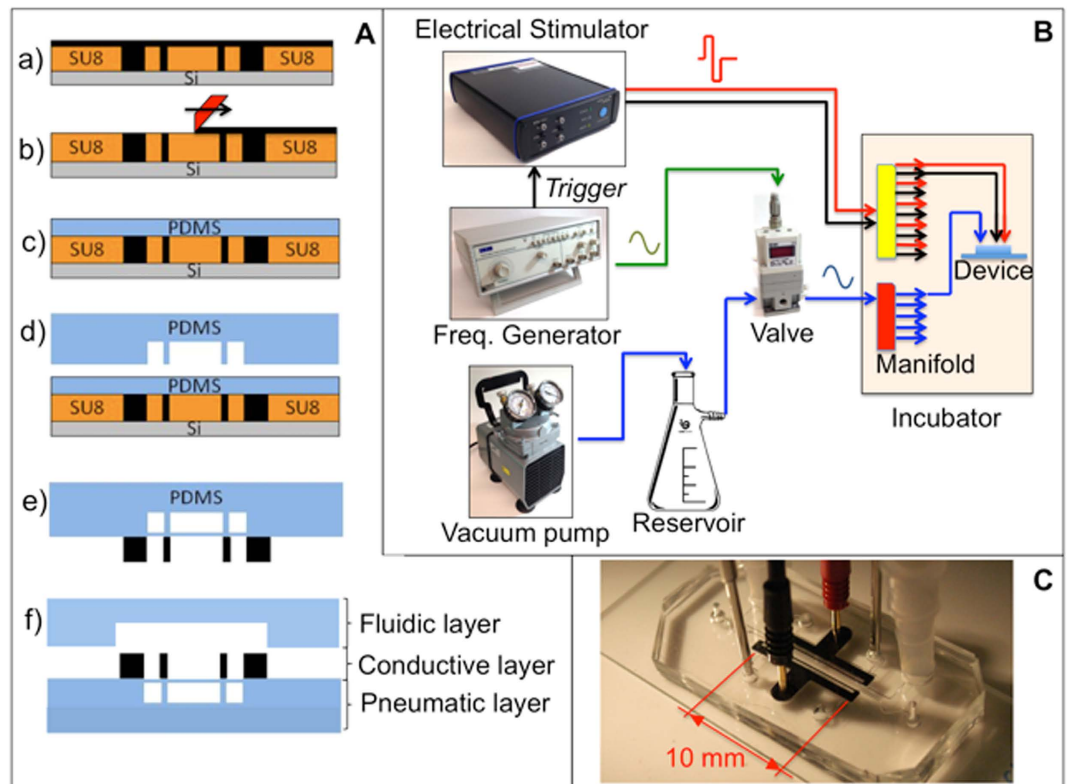 A
a) SU8 SU8
Si
b) SU8 SU8
Si
c) PDMS
SU8 SU8
Si
d) PDMS
PDMS
SU8 SU8
Si
e) PDMS
f)
Fluidic layer
Conductive layer
Pneumatic layer
B
Electrical Stimulator
Trigger
Freq. Generator
Valve
Device
Manifold
Incubator
Vacuum pump
Reservoir
C
10 mm